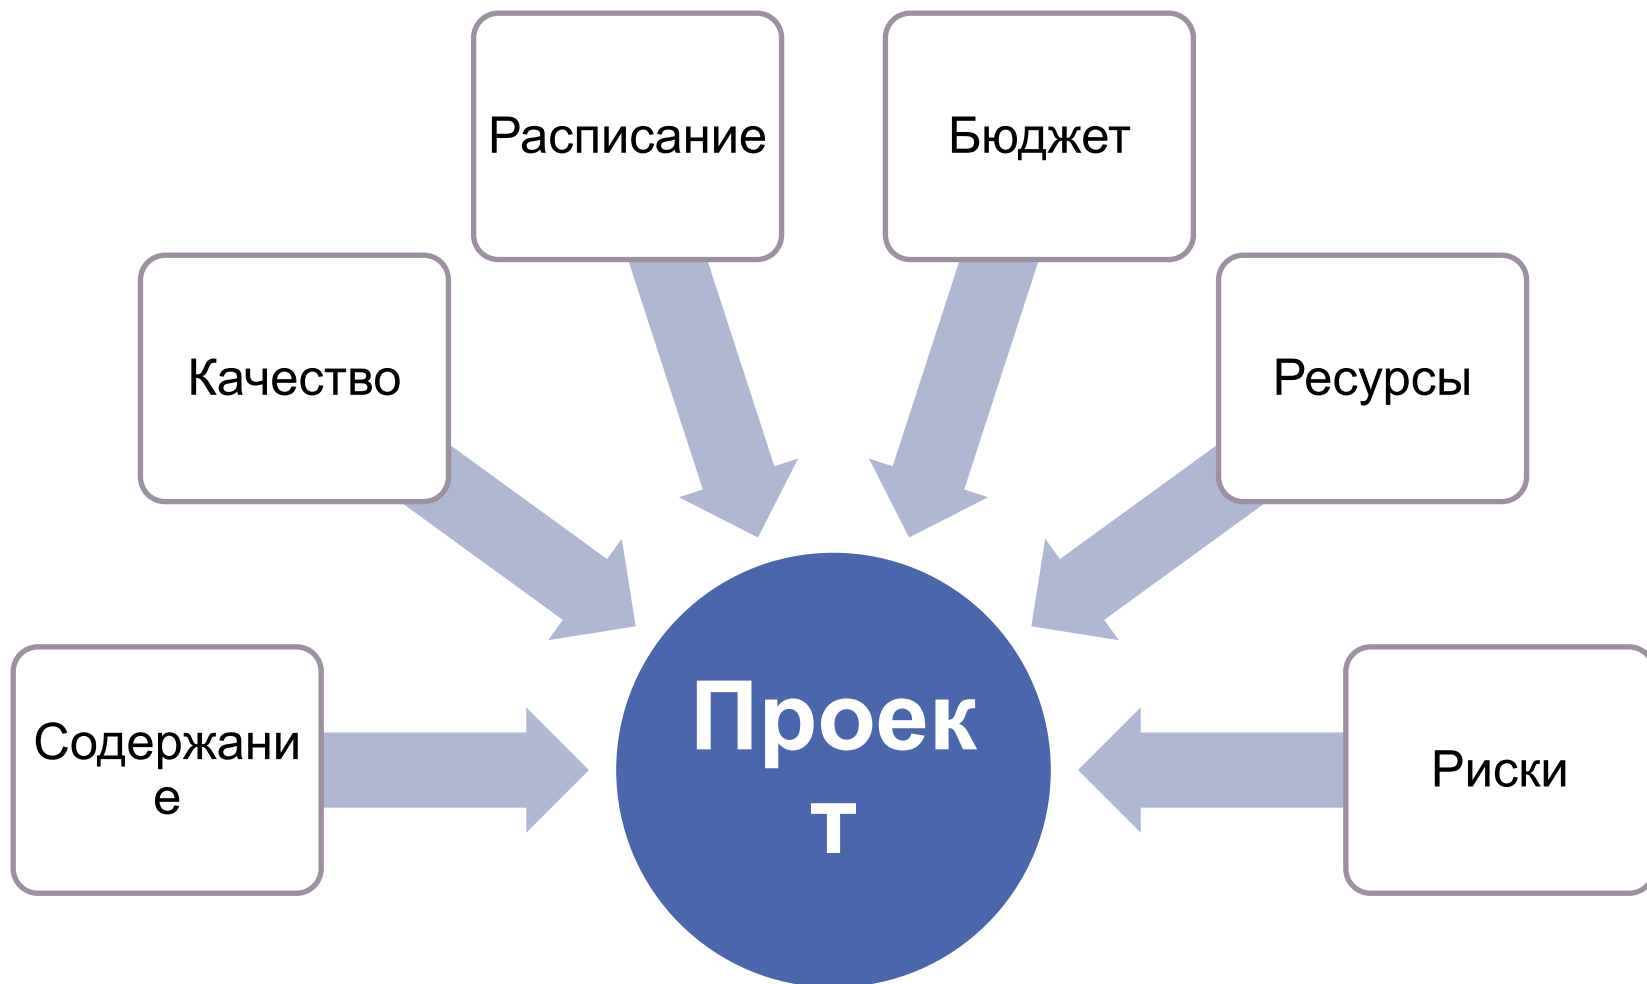 Расписание
Бюджет
Качество
Ресурсы
Содержани
е
Проек
т
Риски